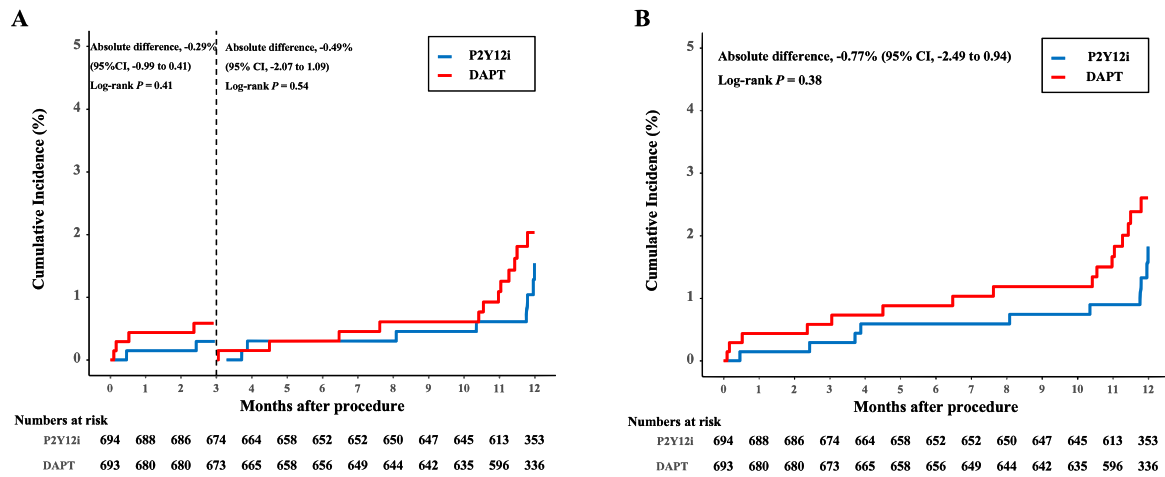 A
Absolute difference, -0.29%
(95%CI, -0.99 to 0.41)
Log-rank P = 0.41
Absolute difference, -0.49%
(95% CI, -2.07 to 1.09)
Log-rank P = 0.54
P2Y12i
DAPT
Cumulative Incidence (%)
5
4
3
2
1
0
0 1 2 3 4 5 6 7 8 9 10 11 12
Months after procedure
Numbers at risk
P2Y12i 694 688 686 674 664 658 652 652 650 647 645 613 353
DAPT 693 680 680 673 665 658 656 649 644 642 635 596 336
B
Absolute difference, -0.77% (95% CI, -2.49 to 0.94)
Log-rank P = 0.38
P2Y12i
DAPT
Cumulative Incidence (%)
5
4
3
2
1
0
0 1 2 3 4 5 6 7 8 9 10 11 12
Months after procedure
Numbers at risk
P2Y12i 694 688 686 674 664 658 652 652 650 647 645 613 353
DAPT 693 680 680 673 665 658 656 649 644 642 635 596 336